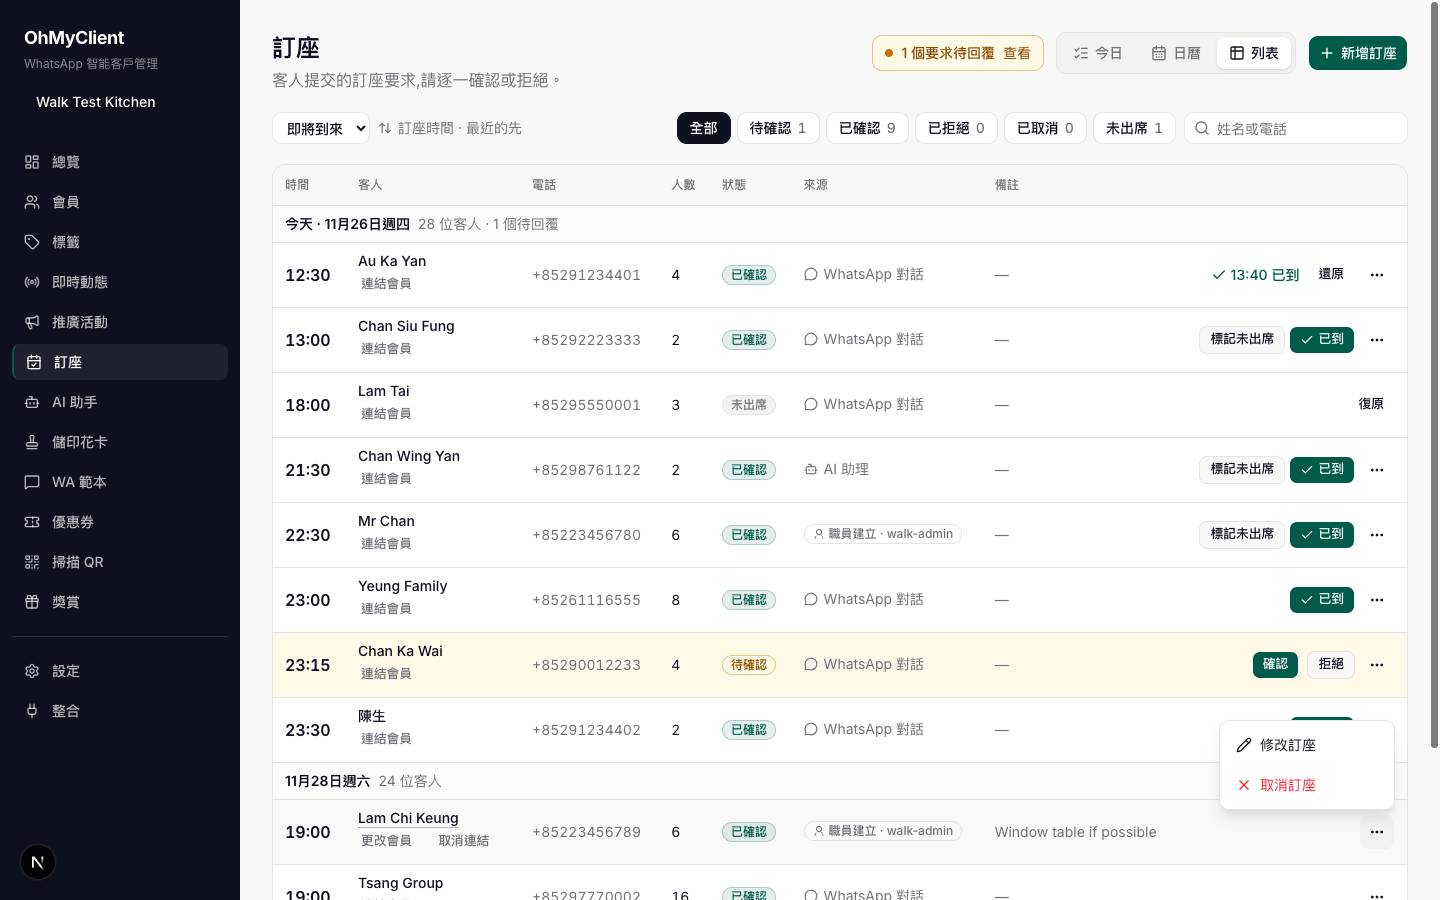 OhMyClient
WhatsApp 智能客戶管理
Walk Test Kitchen
總覽
會員
標籤
即時動態
推廣活動
訂座
AI 助手
儲印花卡
WA 範本
優惠券
掃描 QR
獎賞
設定
整合
N
訂座
客人提交的訂座要求,請逐一確認或拒絕。
1 個要求待回覆 查看
今日
日曆
列表
+ 新增訂座
即將到來
訂座時間 · 最近的先
全部
待確認 1
已確認 9
已拒絕 0
已取消 0
未出席 1
姓名或電話
時間 客人 電話 人數 狀態 來源 備註
今天 · 11月26日週四 28 位客人 · 1 個待回覆
12:30 Au Ka Yan +85291234401 4 已確認 WhatsApp 對話 — 13:40 已到 還原
連結會員
13:00 Chan Siu Fung +85292223333 2 已確認 WhatsApp 對話 — 標記未出席 已到
連結會員
18:00 Lam Tai +85295550001 3 未出席 WhatsApp 對話 — 復原
連結會員
21:30 Chan Wing Yan +85298761122 2 已確認 AI 助理 — 標記未出席 已到
連結會員
22:30 Mr Chan +85223456780 6 已確認 職員建立 · walk-admin — 標記未出席 已到
連結會員
23:00 Yeung Family +85261116555 8 已確認 WhatsApp 對話 — 已到
連結會員
23:15 Chan Ka Wai +85290012233 4 待確認 WhatsApp 對話 — 確認 拒絕
連結會員
23:30 陳生 +85291234402 2 已確認 WhatsApp 對話 —
連結會員
修改訂座
取消訂座
11月28日週六 24 位客人
19:00 Lam Chi Keung +85223456789 6 已確認 職員建立 · walk-admin Window table if possible
更改會員 取消連結
19:00 Tsang Group +85297770002 16 已確認 WhatsApp 對話 —